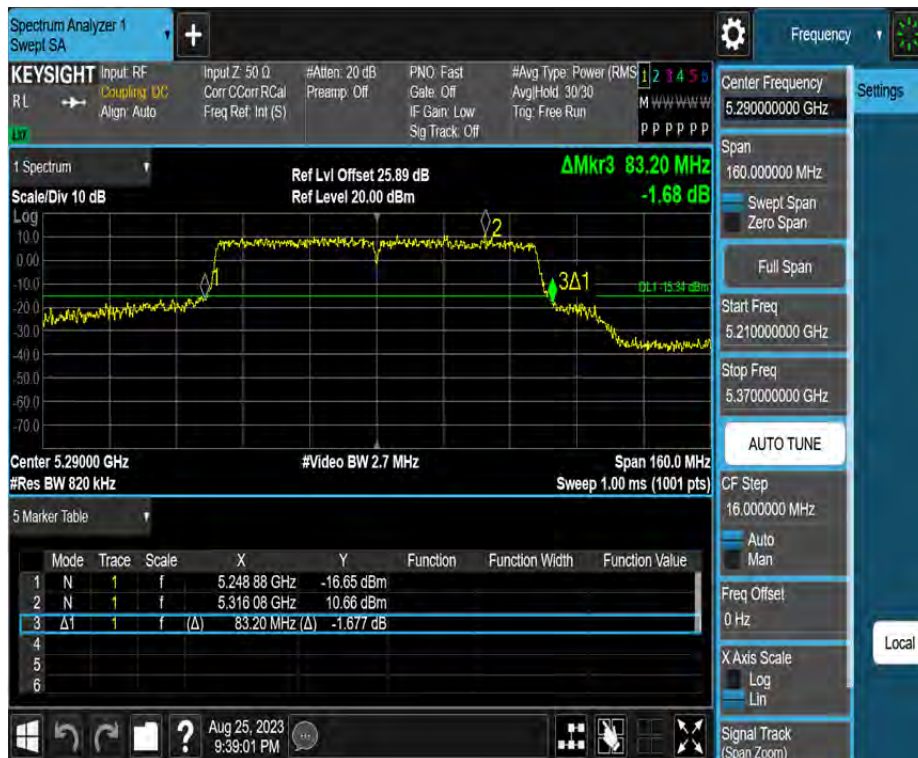 Spectrum Analyzer 1
Swept SA
+
Frequency
KEYSIGHT
RL
LXI
Input: RF
Coupling: DC
Align: Auto
Input Z: 50 Ω
Corr CCorr RCal
Freq Ref: Int (S)
#Atten: 20 dB
Preamp: Off
PNO: Fast
Gate: Off
IF Gain: Low
Sig Track: Off
#Avg Type: Power (RMS
Avg|Hold: 30/30
Trig: Free Run
1 2 3 4 5 6
M W W W W W
P P P P P P
1 Spectrum
Scale/Div 10 dB
Ref Lvl Offset 25.89 dB
Ref Level 20.00 dBm
ΔMkr3 83.20 MHz
-1.68 dB
Log
10.0
0.00
-10.0
-20.0
-30.0
-40.0
-50.0
-60.0
-70.0
1
2
3Δ1
DL1 -15.34 dBm
Center 5.29000 GHz
#Video BW 2.7 MHz
Span 160.0 MHz
#Res BW 820 kHz
Sweep 1.00 ms (1001 pts)
5 Marker Table
Mode Trace Scale X Y Function Function Width Function Value
1 N 1 f 5.248 88 GHz -16.65 dBm
2 N 1 f 5.316 08 GHz 10.66 dBm
3 Δ1 1 f (Δ) 83.20 MHz (Δ) -1.677 dB
4
5
6
?
Aug 25, 2023
9:39:01 PM
Center Frequency
5.290000000 GHz
Span
160.000000 MHz
Swept Span
Zero Span
Full Span
Start Freq
5.210000000 GHz
Stop Freq
5.370000000 GHz
AUTO TUNE
CF Step
16.000000 MHz
Auto
Man
Freq Offset
0 Hz
X Axis Scale
Log
Lin
Signal Track
(Span Zoom)
Settings
Local